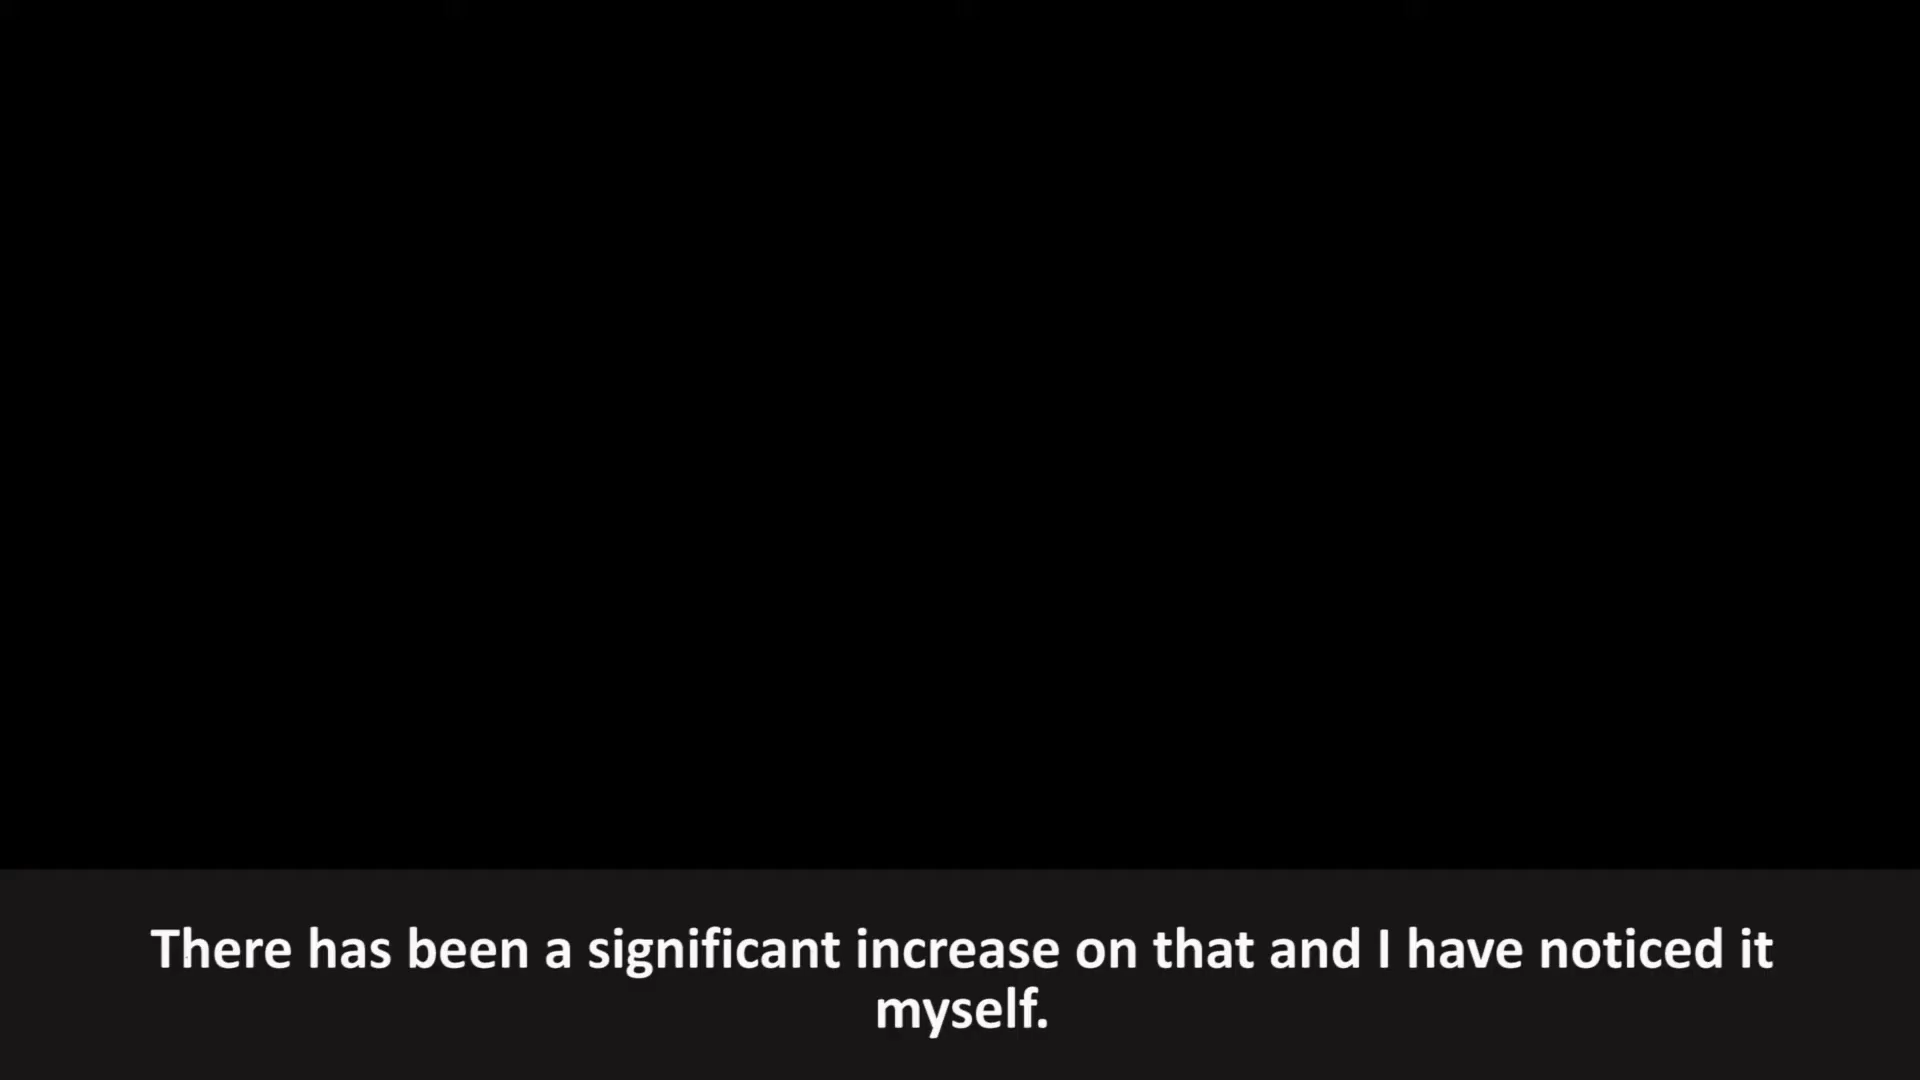 There has been a significant increase on that and I have noticed it
myself.